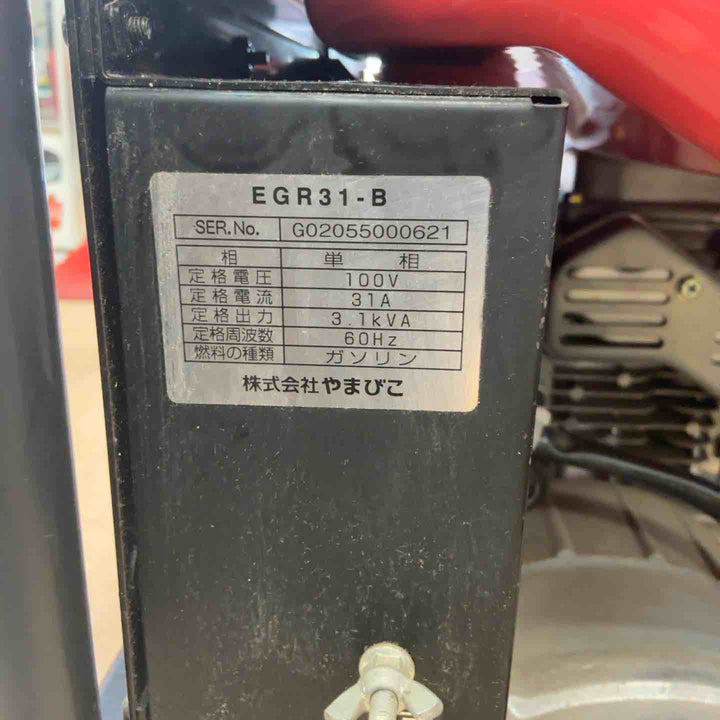 EGR31-B
SER.No. G02055000621
相 単相
定格電圧 100V
定格電流 31A
定格出力 3.1kVA
定格周波数 60Hz
燃料の種類 ガソリン
株式会社やまびこ